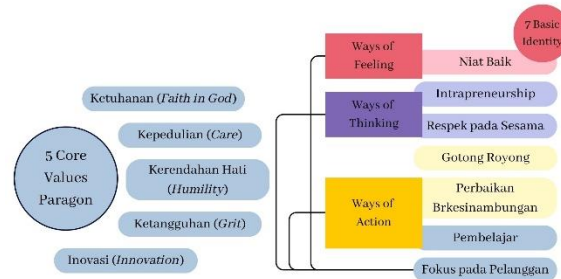 5 Core
Values
Paragon
Ketuhanan (Faith in God)
Kepedulian (Care)
Kerendahan Hati
(Humility)
Ketangguhan (Grit)
Inovasi (Innovation)
7 Basic
Identity
Ways of
Feeling
Niat Baik
Ways of
Thinking
Intrapreneurship
Respek pada Sesama
Gotong Royong
Ways of
Action
Perbaikan
Brkesinambungan
Pembelajar
Fokus pada Pelanggan